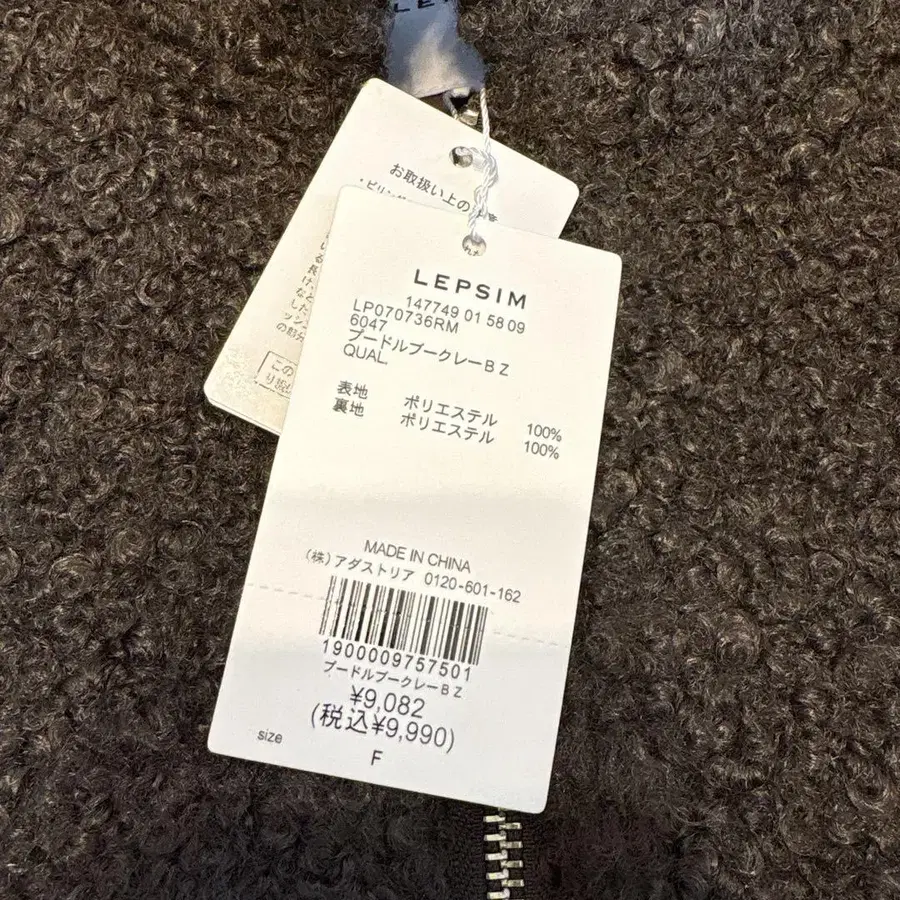 お取扱い上の
この
LEPSIM
147749 01 58 09
LP070736RM
6047
プードルブークレーBZ
QUAL.
表地 ポリエステル 100%
裏地 ポリエステル 100%
MADE IN CHINA
(株)アダストリア 0120-601-162
1900009757501
プードルブークレーBZ
¥9,082
(税込¥9,990)
size
F